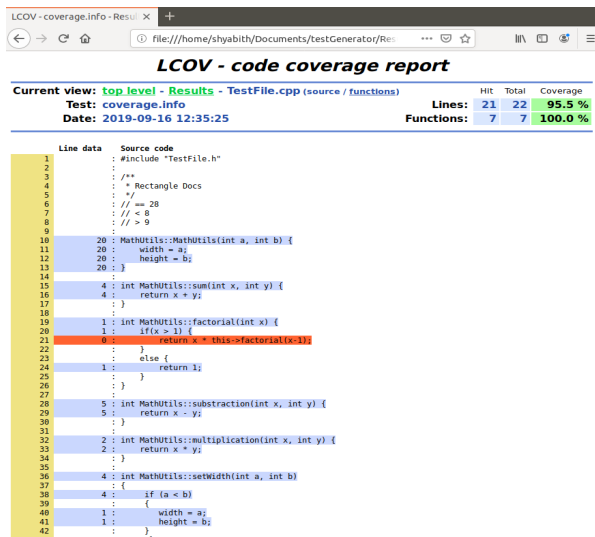 LCOV - coverage.info - Resul
file:///home/shyabith/Documents/testGenerator/Res
LCOV - code coverage report
Current view: top level - Results - TestFile.cpp (source / functions) Hit Total Coverage
Test: coverage.info Lines: 21 22 95.5 %
Date: 2019-09-16 12:35:25 Functions: 7 7 100.0 %
Line data Source code
1 : #include "TestFile.h"
2 :
3 : /**
4 : * Rectangle Docs
5 : */
6 : // == 28
7 : // < 8
8 : // > 9
9 :
10 20 : MathUtils::MathUtils(int a, int b) {
11 20 : width = a;
12 20 : height = b;
13 20 : }
14 :
15 4 : int MathUtils::sum(int x, int y) {
16 4 : return x + y;
17 : }
18 :
19 1 : int MathUtils::factorial(int x) {
20 1 : if(x > 1) {
21 0 : return x * this->factorial(x-1);
22 : }
23 : else {
24 1 : return 1;
25 : }
26 : }
27 :
28 5 : int MathUtils::substraction(int x, int y) {
29 5 : return x - y;
30 : }
31 :
32 2 : int MathUtils::multiplication(int x, int y) {
33 2 : return x * y;
34 : }
35 :
36 4 : int MathUtils::setWidth(int a, int b)
37 : {
38 4 : if (a < b)
39 : {
40 1 : width = a;
41 1 : height = b;
42 : }